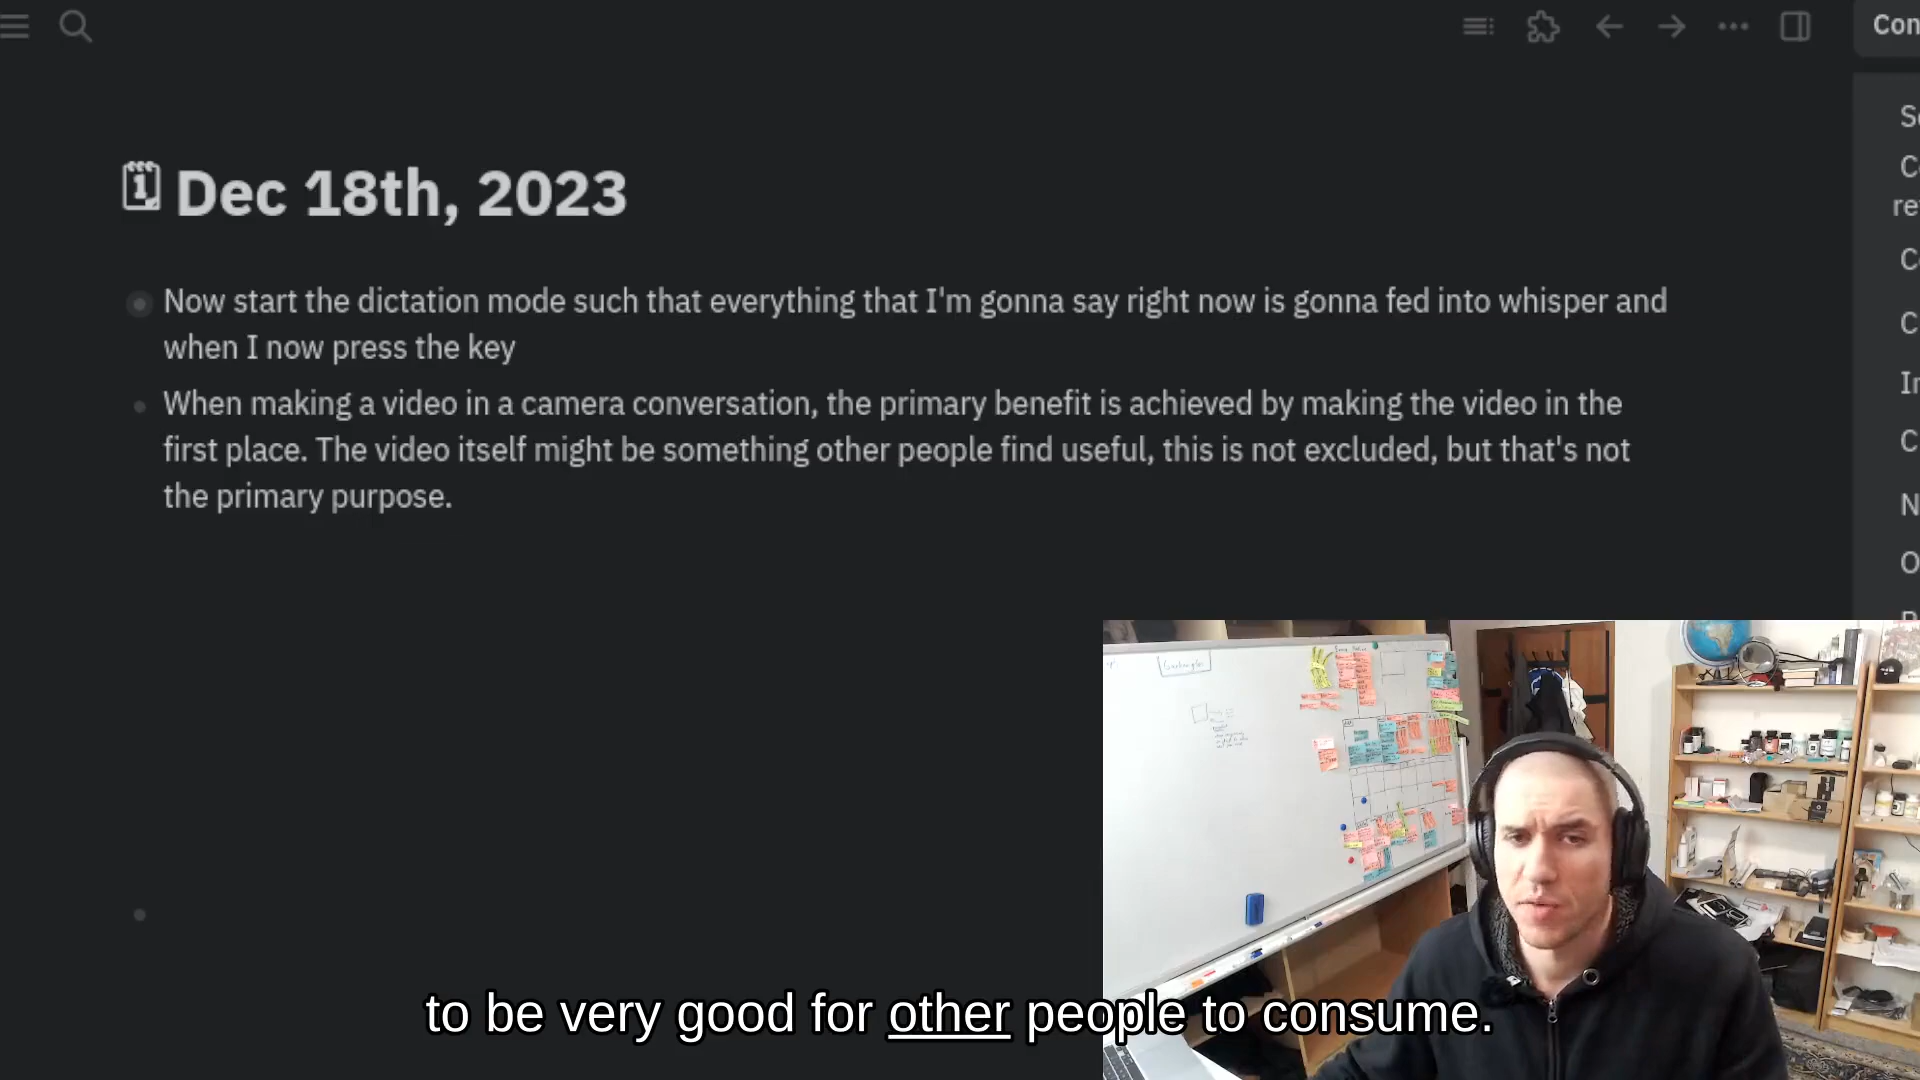 Con
Dec 18th, 2023
Now start the dictation mode such that everything that I'm gonna say right now is gonna fed into whisper and
when I now press the key
When making a video in a camera conversation, the primary benefit is achieved by making the video in the
first place. The video itself might be something other people find useful, this is not excluded, but that's not
the primary purpose.
to be very good for other people to consume.